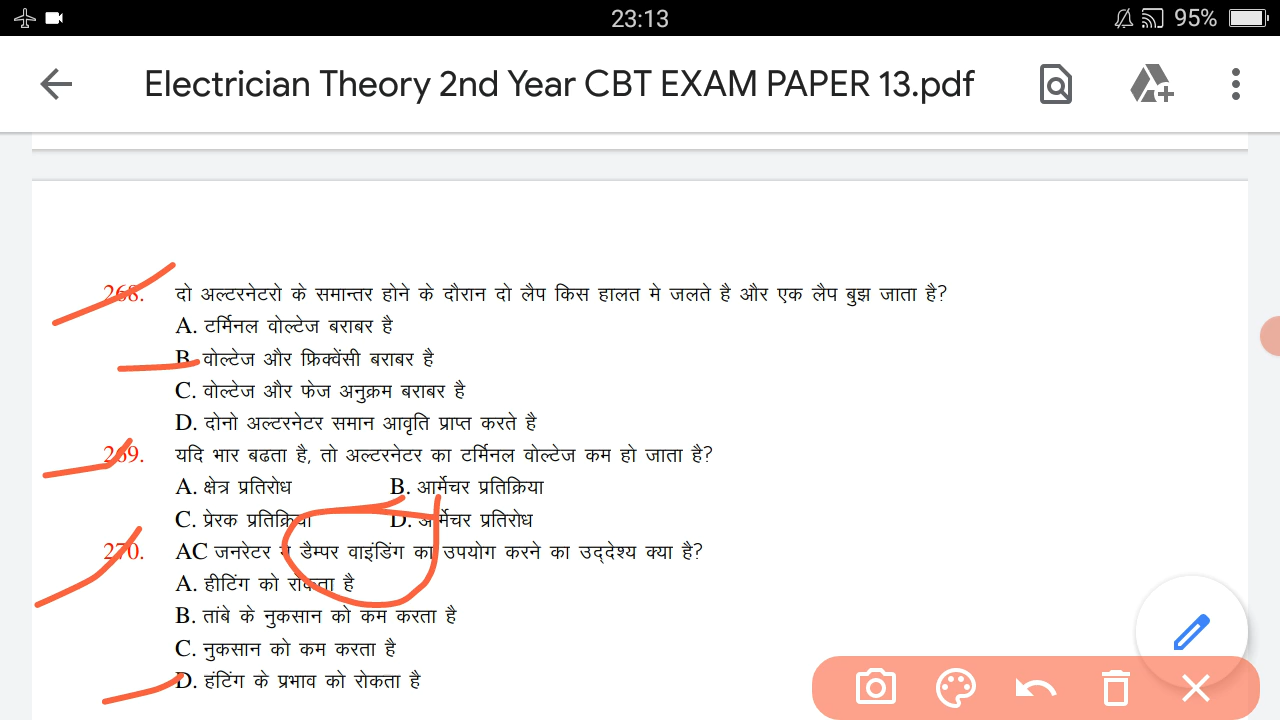 23:13
95%
Electrician Theory 2nd Year CBT EXAM PAPER 13.pdf
268. दो अल्टरनेटरो के समान्तर होने के दौरान दो लैप किस हालत मे जलते है और एक लैप बुझ जाता है?
A. टर्मिनल वोल्टेज बराबर है
B. वोल्टेज और फ्रिक्वेंसी बराबर है
C. वोल्टेज और फेज अनुक्रम बराबर है
D. दोनो अल्टरनेटर समान आवृति प्राप्त करते है
269. यदि भार बढता है, तो अल्टरनेटर का टर्मिनल वोल्टेज कम हो जाता है?
A. क्षेत्र प्रतिरोध B. आर्मेचर प्रतिक्रिया
C. प्रेरक प्रतिक्रिया D. आर्मेचर प्रतिरोध
270. AC जनरेटर मे डैम्पर वाइंडिंग का उपयोग करने का उद्देश्य क्या है?
A. हीटिंग को रोकता है
B. तांबे के नुकसान को कम करता है
C. नुकसान को कम करता है
D. हंटिंग के प्रभाव को रोकता है